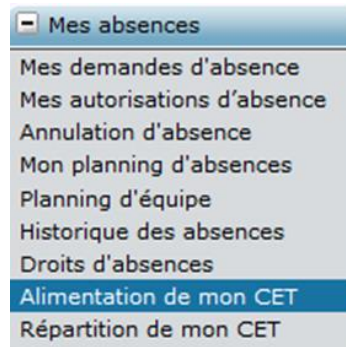 Mes absences
Mes demandes d'absence
Mes autorisations d’absence
Annulation d'absence
Mon planning d'absences
Planning d'équipe
Historique des absences
Droits d'absences
Alimentation de mon CET
Répartition de mon CET